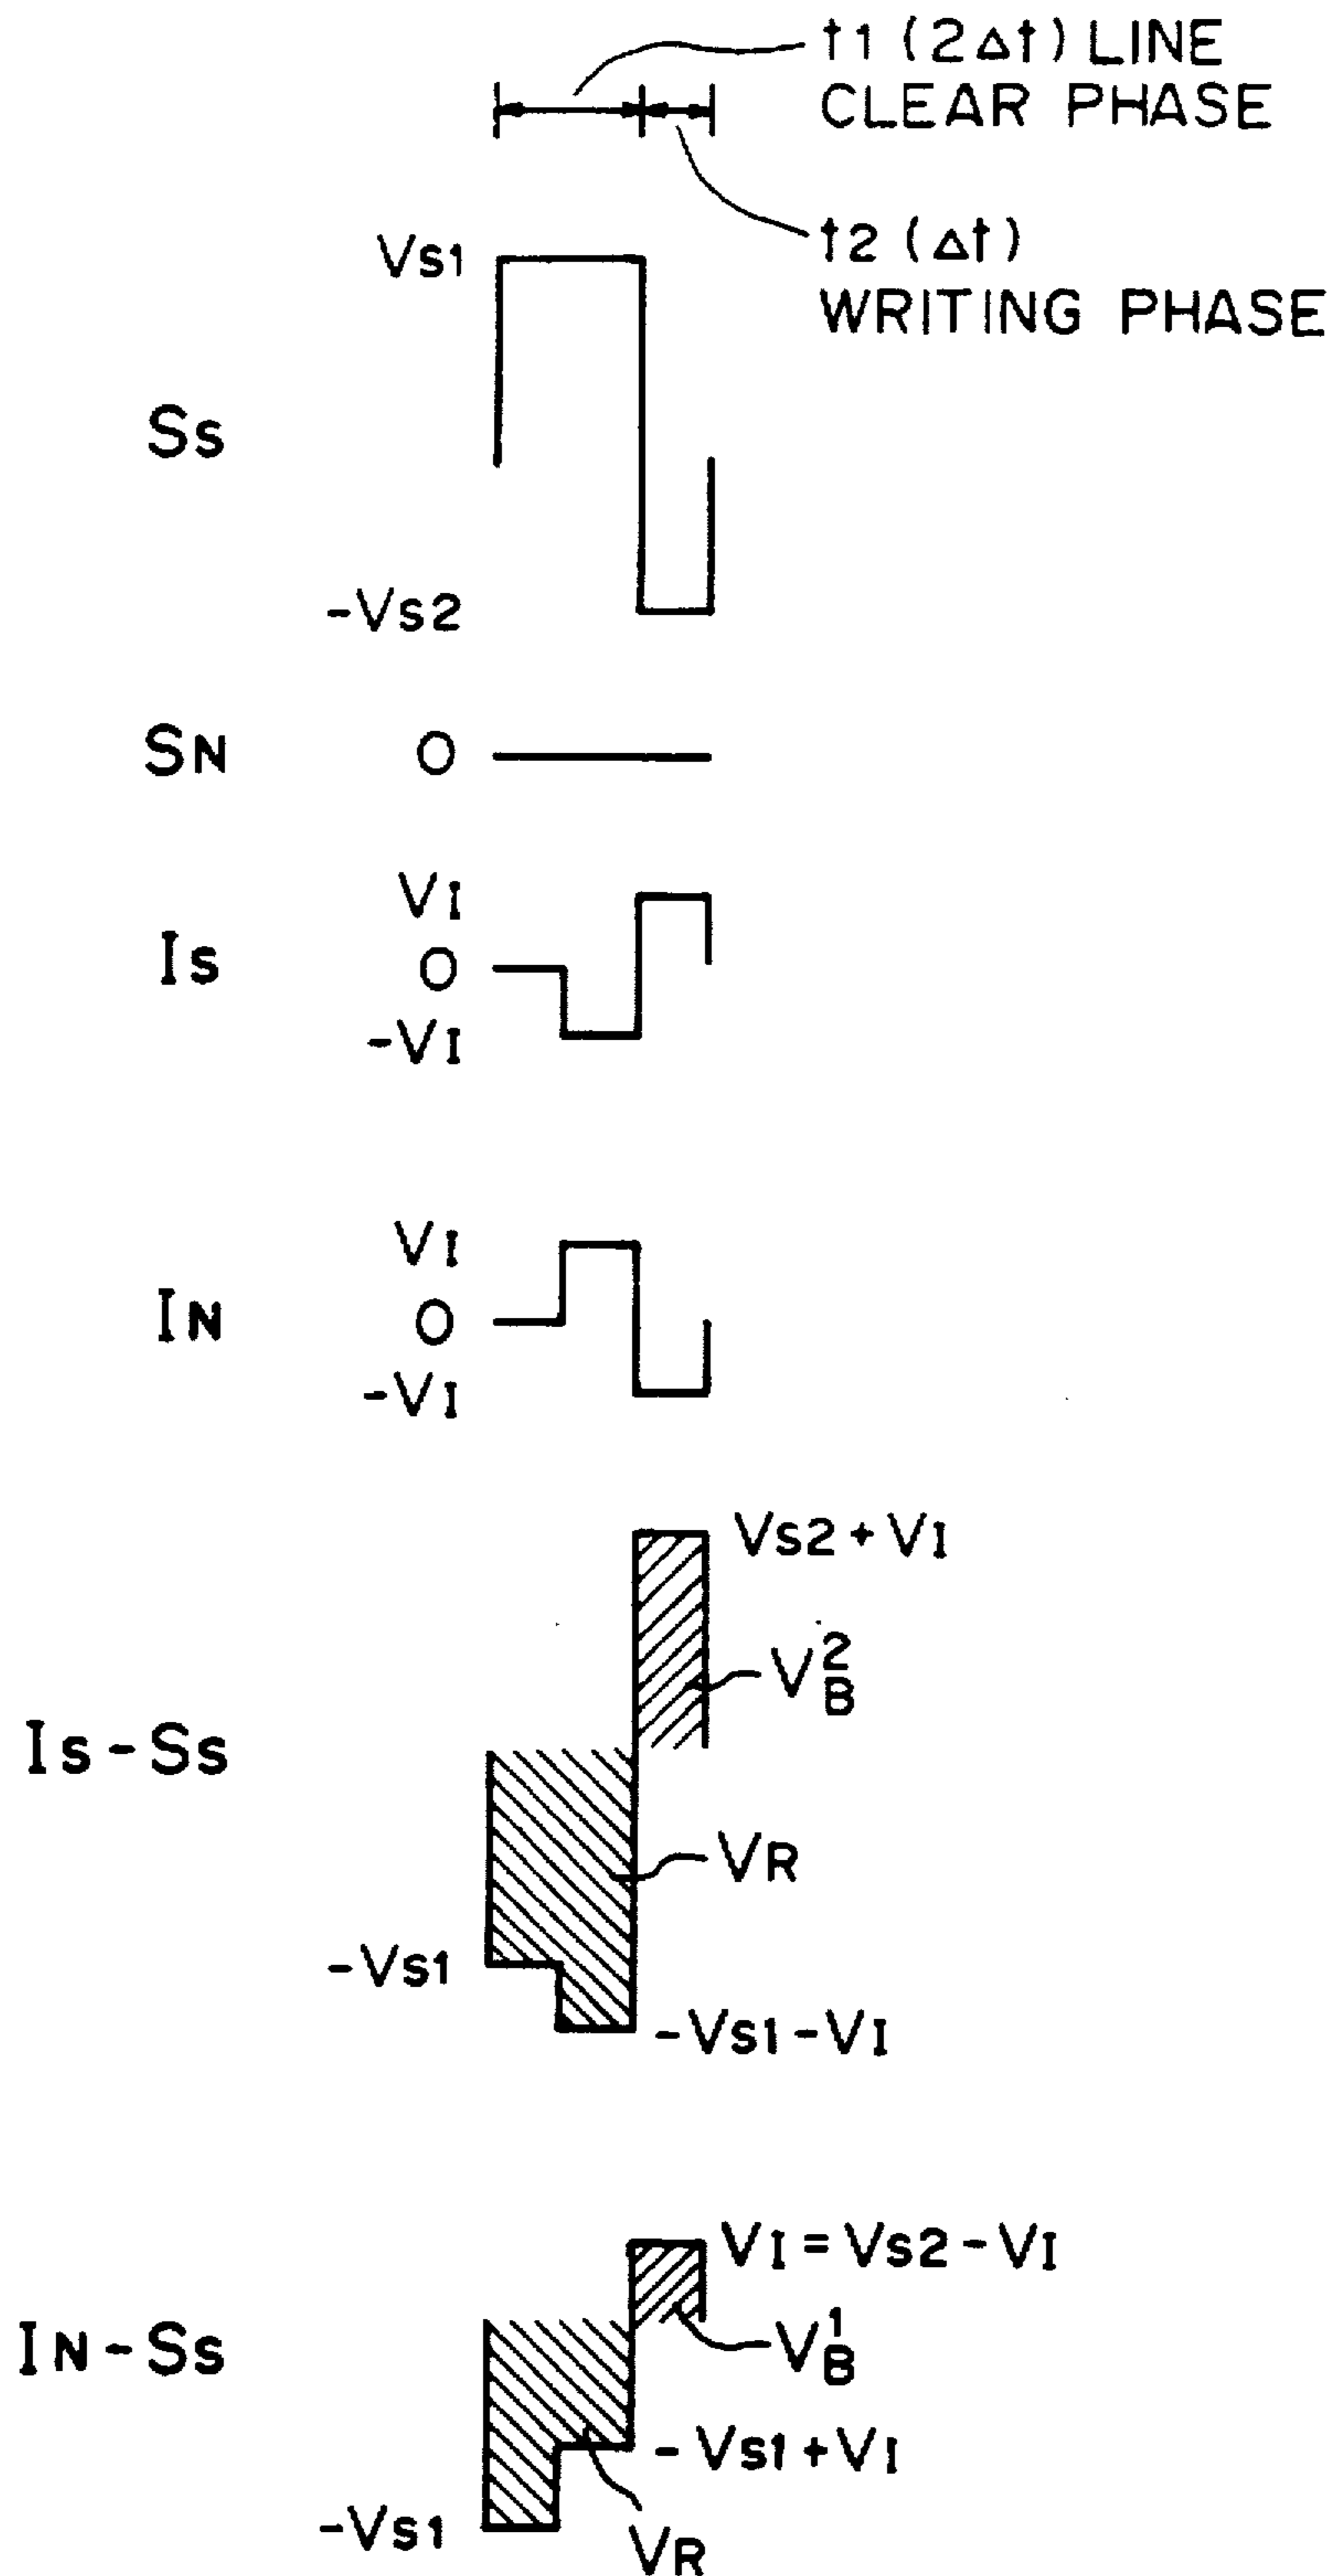 t1 (2Δt) LINE
CLEAR PHASE
t2 (Δt)
WRITING PHASE
Vs1
Ss
-Vs2
SN 0
VI
Is 0
-VI
VI
IN 0
-VI
Vs2+VI
V²B
Is-Ss
VR
-Vs1
-Vs1-VI
VI=Vs2-VI
IN-Ss
V¹B
-Vs1+VI
-Vs1
VR